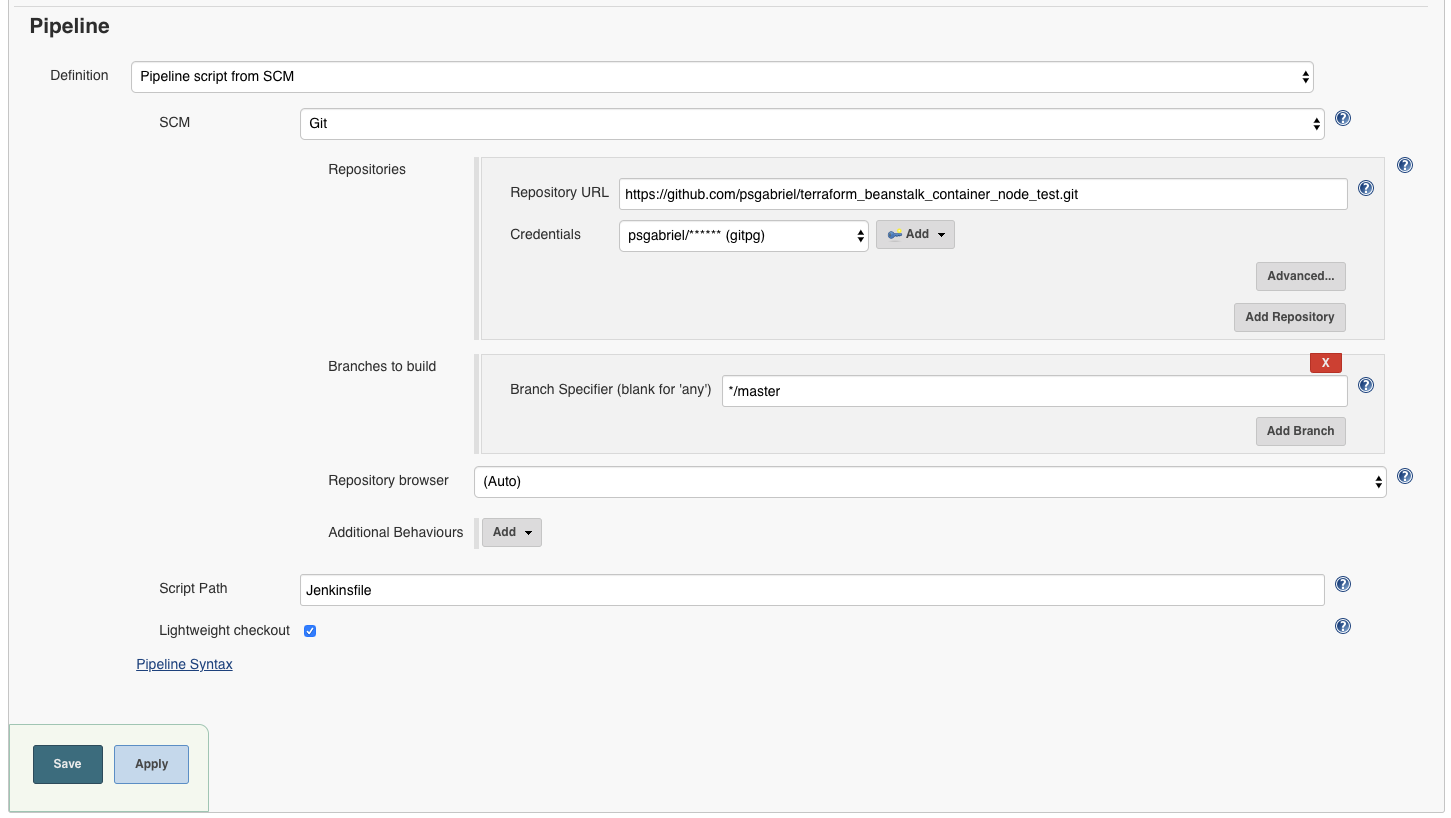 Pipeline
Definition
Pipeline script from SCM
SCM
Git
?
Repositories
?
Repository URL
https://github.com/psgabriel/terraform_beanstalk_container_node_test.git
?
Credentials
psgabriel/****** (gitpg)
Add
Advanced...
Add Repository
Branches to build
X
Branch Specifier (blank for 'any')
*/master
?
Add Branch
Repository browser
(Auto)
?
Additional Behaviours
Add
Script Path
Jenkinsfile
?
Lightweight checkout
?
Pipeline Syntax
Save
Apply